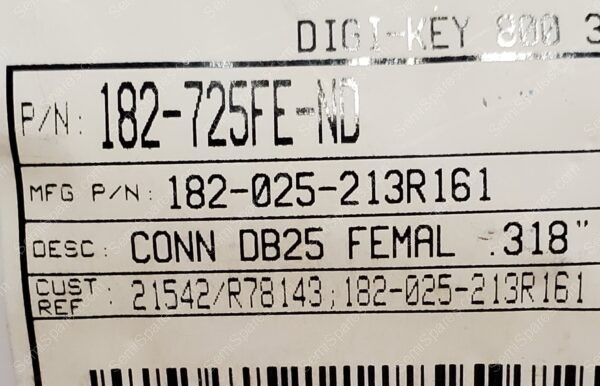 DIGI-KEY 800 3
P/N: 182-725FE-ND
MFG P/N: 182-025-213R161
DESC: CONN DB25 FEMAL .318"
CUST REF : 21542/R78143;182-025-213R161